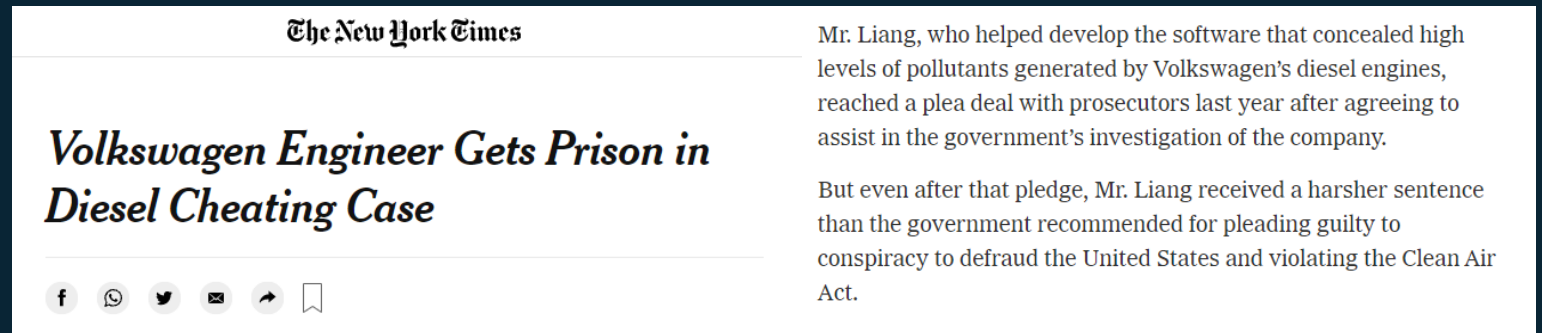 The New York Times
Volkswagen Engineer Gets Prison in
Diesel Cheating Case
Mr. Liang, who helped develop the software that concealed high
levels of pollutants generated by Volkswagen’s diesel engines,
reached a plea deal with prosecutors last year after agreeing to
assist in the government’s investigation of the company.
But even after that pledge, Mr. Liang received a harsher sentence
than the government recommended for pleading guilty to
conspiracy to defraud the United States and violating the Clean Air
Act.